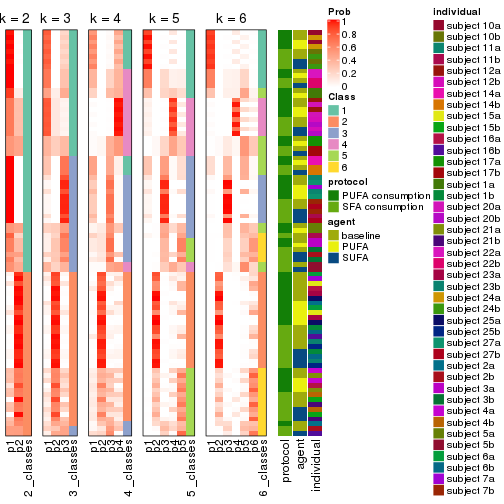 k = 2 k = 3 k = 4 k = 5 k = 6
Prob
1
0.8
0.6
0.4
0.2
0
Class
1
2
3
4
5
6
protocol
PUFA consumption
SFA consumption
agent
baseline
PUFA
SUFA
individual
subject 10a
subject 10b
subject 11a
subject 11b
subject 12a
subject 12b
subject 14a
subject 14b
subject 15a
subject 15b
subject 16a
subject 16b
subject 17a
subject 17b
subject 1a
subject 1b
subject 20a
subject 20b
subject 21a
subject 21b
subject 22a
subject 22b
subject 23a
subject 23b
subject 24a
subject 24b
subject 25a
subject 25b
subject 27a
subject 27b
subject 2a
subject 2b
subject 3a
subject 3b
subject 4a
subject 4b
subject 5a
subject 5b
subject 6a
subject 6b
subject 7a
subject 7b
p1
p2
2_classes
p1
p2
p3
3_classes
p1
p2
p3
p4
4_classes
p1
p2
p3
p4
p5
5_classes
p1
p2
p3
p4
p5
p6
6_classes
protocol
agent
individual